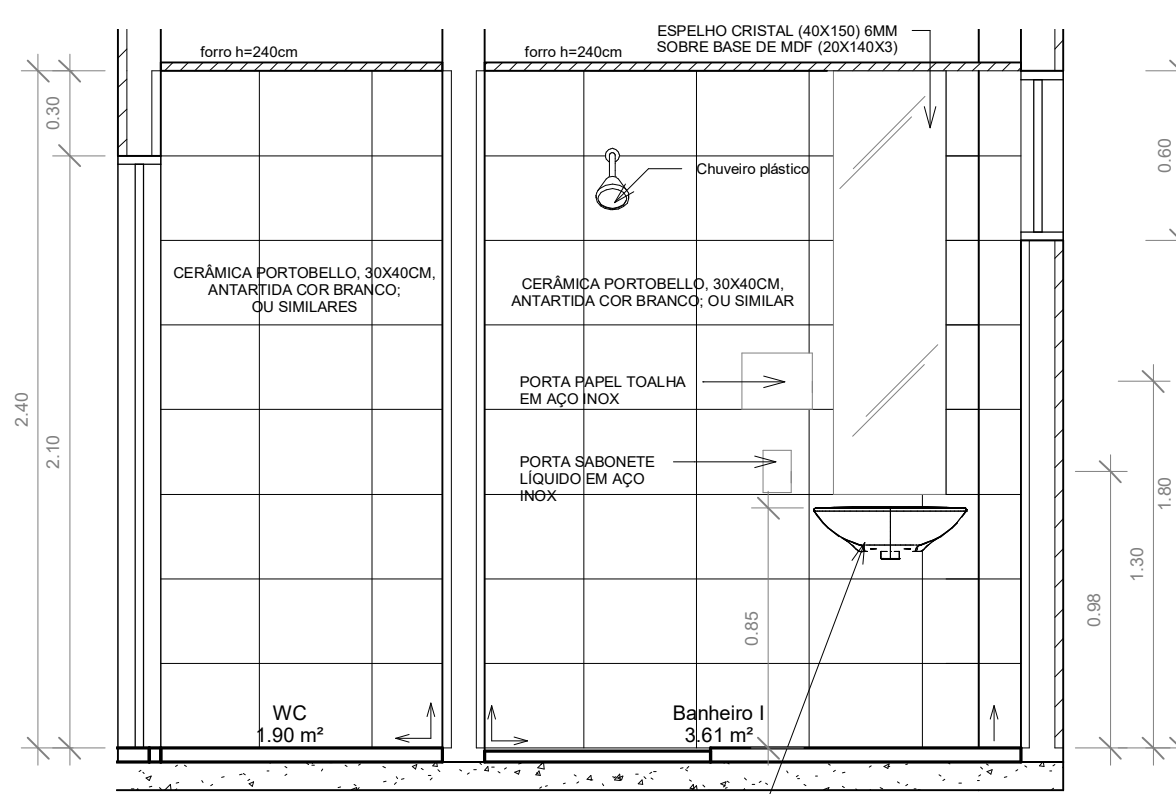 ESPELHO CRISTAL (40X150) 6MM
SOBRE BASE DE MDF (20X140X3)
forro h=240cm
forro h=240cm
0.30
0.60
Chuveiro plástico
CERÂMICA PORTOBELLO, 30X40CM,
ANTARTIDA COR BRANCO;
OU SIMILARES
CERÂMICA PORTOBELLO, 30X40CM,
ANTARTIDA COR BRANCO; OU SIMILAR
PORTA PAPEL TOALHA
EM AÇO INOX
2.40
2.10
PORTA SABONETE
LÍQUIDO EM AÇO
INOX
1.80
1.30
0.98
0.85
WC
1.90 m²
Banheiro I
3.61 m²